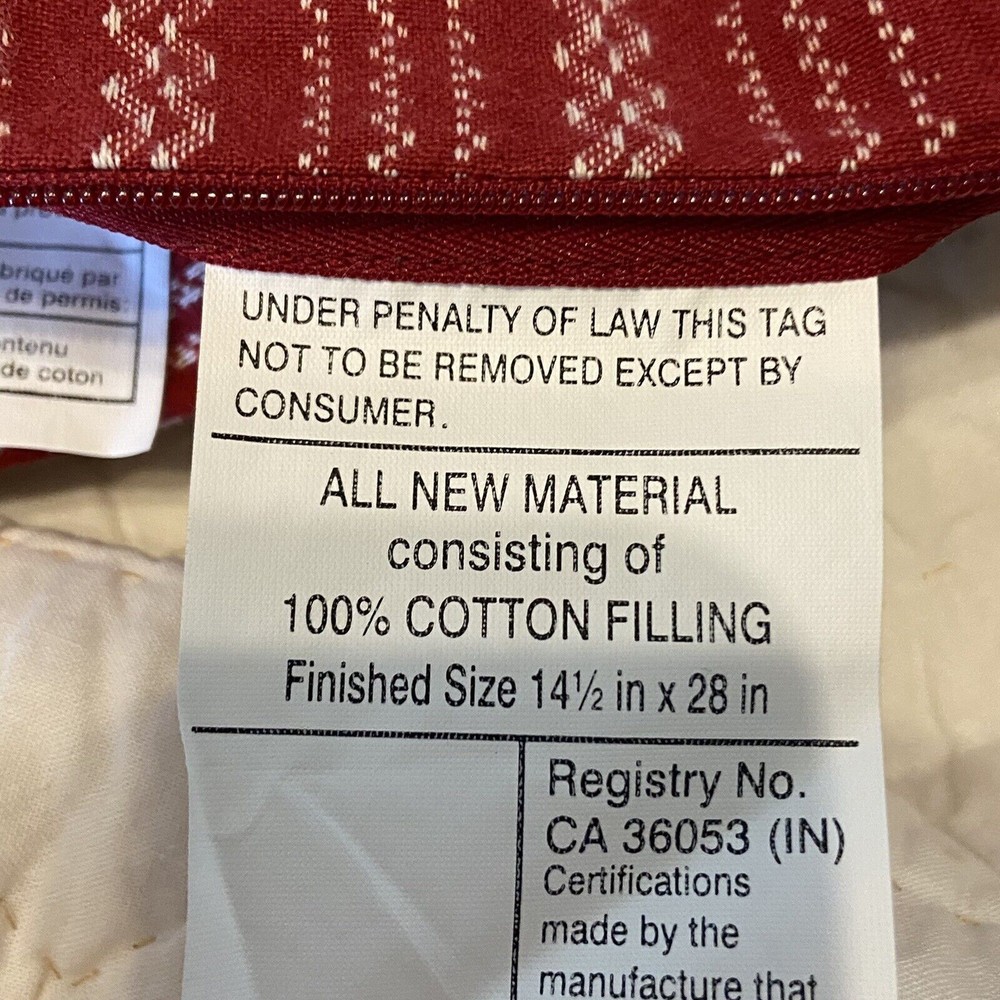 briqué par
de permis:
ntenu
de coton
UNDER PENALTY OF LAW THIS TAG
NOT TO BE REMOVED EXCEPT BY
CONSUMER.
ALL NEW MATERIAL
consisting of
100% COTTON FILLING
Finished Size 14½ in x 28 in
Registry No.
CA 36053 (IN)
Certifications
made by the
manufacture that